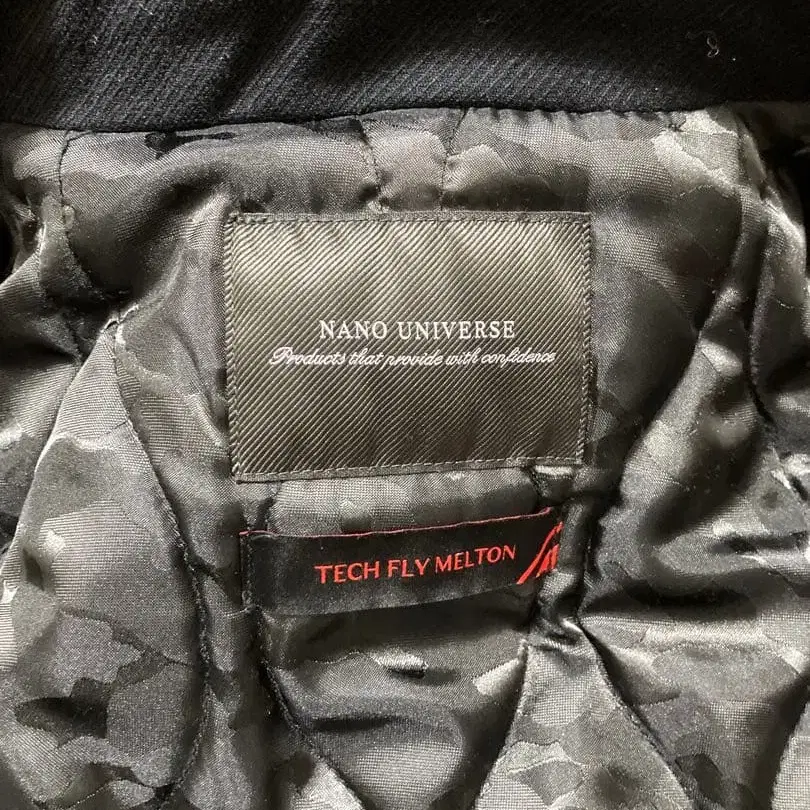 NANO UNIVERSE
Products that provide with confidence
TECH FLY MELTON